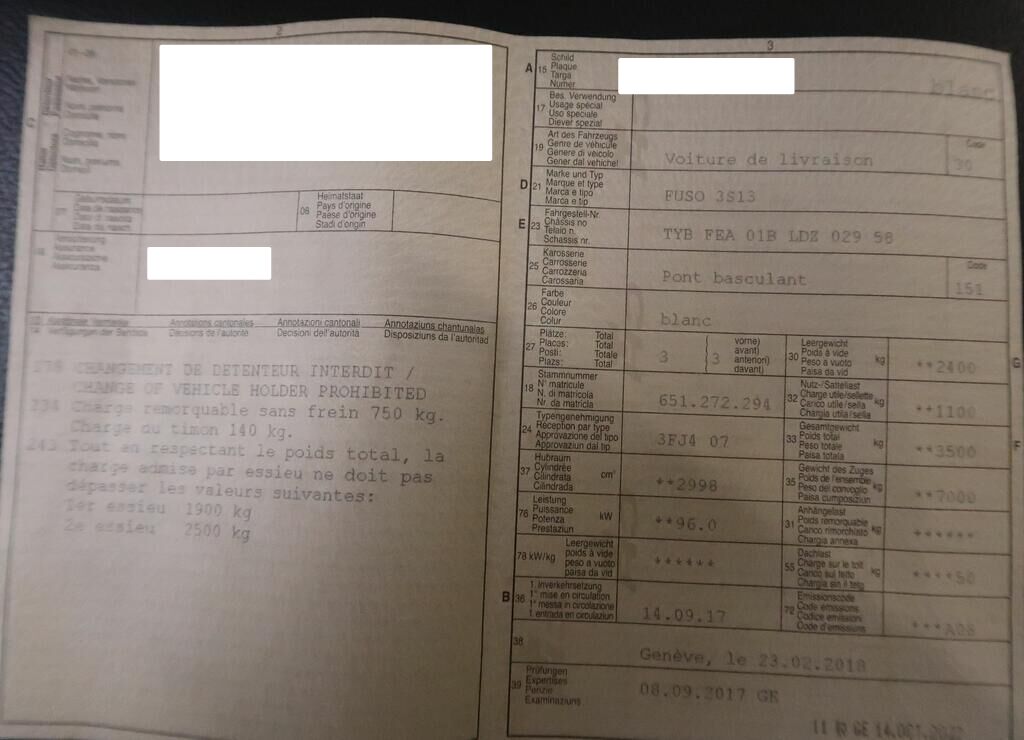 2
C
Heimatstaat
08 Pays d'origine
Paese d'origine
Stadi d'origin
Annotations cantonales Annotazioni cantonali Annotaziuns chantunalas
14 Verfügungen der Behörde Décisions de l'autorité Decisioni dell'autorità Disposiziuns da l'autoritad
178 CHANGEMENT DE DETENTEUR INTERDIT /
CHANGE OF VEHICLE HOLDER PROHIBITED
234 Charge remorquable sans frein 750 kg.
Charge du timon 140 kg.
243 Tout en respectant le poids total, la
charge admise par essieu ne doit pas
dépasser les valeurs suivantes:
1er essieu 1900 kg
2e essieu 2500 kg
3
Schild
A 15 Plaque
Targa
Numer
blanc
Bes. Verwendung
17 Usage spécial
Uso speciale
Diever spezial
Art des Fahrzeugs
19 Genre de véhicule
Genere di veicolo
Gener dal vehichel
Voiture de livraison
Code
30
Marke und Typ
D 21 Marque et type
Marca e tipo
Marca e tip
FUSO 3S13
Fahrgestell-Nr.
E 23 Châssis no
Telaio n.
Schassis nr.
TYB FEA 01B LDZ 029 58
Karosserie
25 Carrosserie
Carrozzeria
Carossaria
Pont basculant
Code
151
Farbe
26 Couleur
Colore
Colur
blanc
Plätze: Total
27 Places: Total
Posti: Totale
Plazs: Total
3
vorne)
avant)
anteriori)
davant)
3
Leergewicht
30 Poids à vide kg
Peso a vuoto
Paisa da vid
**2400
G
Stammnummer
18 N° matricule
N. di matricola
Nr. da matricla
651.272.294
Nutz-/Sattellast
32 Charge utile/sellette kg
Carico utile/sella
Chargia utila/sella
**1100
Typengenehmigung
24 Réception par type
Approvazione del tipo
Approvaziun dal tip
3FJ4 07
Gesamtgewicht
33 Poids total kg
Peso totale
Paisa totala
**3500
F
Hubraum
37 Cylindrée cm³
Cilindrata
Cilindrada
**2998
Gewicht des Zuges
35 Poids de l'ensemble kg
Peso del convoglio
Paisa cumposiziun
**7000
Leistung
76 Puissance kW
Potenza
Prestaziun
**96.0
Anhängelast
31 Poids remorquable kg
Carico rimorchiato
Chargia annexa
******
Leergewicht
78 kW/kg poids à vide
peso a vuoto
paisa da vid
******
Dachlast
55 Charge sur le toit kg
Carico sul tetto
Chargia sin il tetg
****50
1. Inverkehrsetzung
B 36 1° mise en circulation
1° messa in circolazione
1. entrada en circulaziun
14.09.17
Emissionscode
72 Code émissions
Codice emissioni
Code d'emissiuns
***A08
38
Genève, le 23.02.2018
Prüfungen
39 Expertises
Perizie
Examinaziuns
08.09.2017 GE